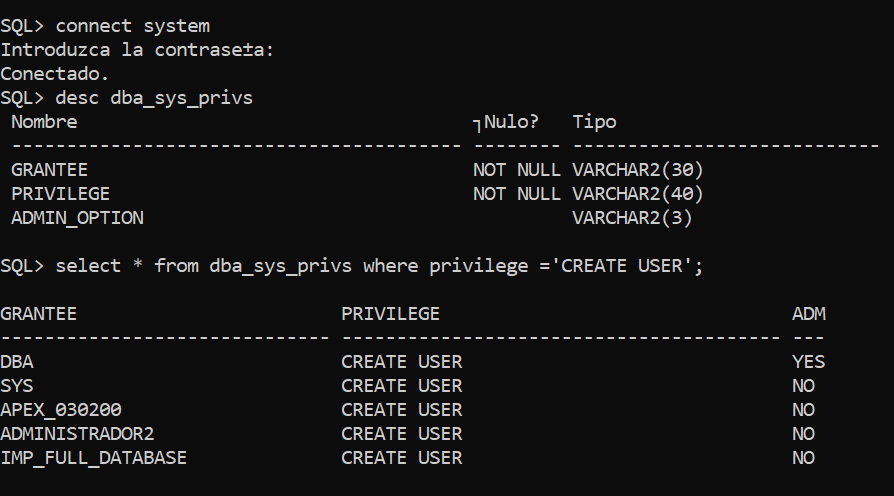 SQL> connect system
Introduzca la contrase±a:
Conectado.
SQL> desc dba_sys_privs
 Nombre                                    ┐Nulo?   Tipo
 ----------------------------------------- -------- ----------------------------
 GRANTEE                                   NOT NULL VARCHAR2(30)
 PRIVILEGE                                 NOT NULL VARCHAR2(40)
 ADMIN_OPTION                                       VARCHAR2(3)
SQL> select * from dba_sys_privs where privilege ='CREATE USER';
GRANTEE                        PRIVILEGE                                ADM
------------------------------ ---------------------------------------- ---
DBA                            CREATE USER                              YES
SYS                            CREATE USER                              NO
APEX_030200                    CREATE USER                              NO
ADMINISTRADOR2                 CREATE USER                              NO
IMP_FULL_DATABASE              CREATE USER                              NO